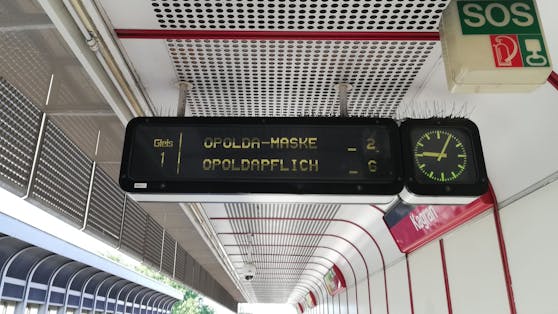 SOS
Gleis 1 OPOLDA-MASKE _ 2
OPOLDAPFLICH _ 6
Kagran